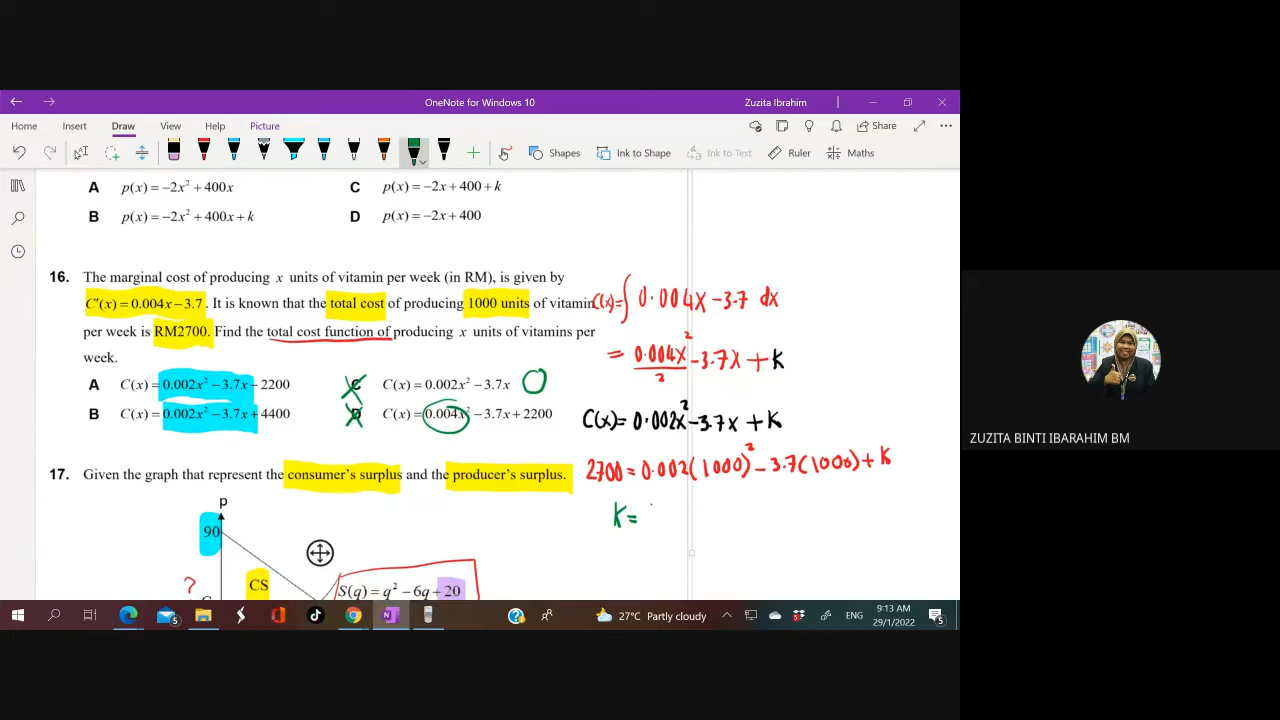 OneNote for Windows 10
Zuzita Ibrahim
Home Insert Draw View Help Picture
Share
Shapes Ink to Shape Ink to Text Ruler Maths
A p(x) = −2x² + 400x
C p(x) = −2x + 400 + k
B p(x) = −2x² + 400x + k
D p(x) = −2x + 400
16. The marginal cost of producing x units of vitamin per week (in RM), is given by
C'(x) = 0.004x − 3.7. It is known that the total cost of producing 1000 units of vitamin
per week is RM2700. Find the total cost function of producing x units of vitamins per
week.
A C(x) = 0.002x² − 3.7x − 2200
C C(x) = 0.002x² − 3.7x
B C(x) = 0.002x² − 3.7x + 4400
D C(x) = 0.004x² − 3.7x + 2200
C(x)=∫ 0.004x − 3.7 dx
= 0.004x²/2 − 3.7x + K
C(x) = 0.002x² − 3.7x + K
2700 = 0.002(1000)² − 3.7(1000) + K
K =
17. Given the graph that represent the consumer's surplus and the producer's surplus.
p
90
CS
?
S(q) = q² − 6q + 20
ZUZITA BINTI IBARAHIM BM
27°C Partly cloudy
ENG
9:13 AM
29/1/2022
5
5